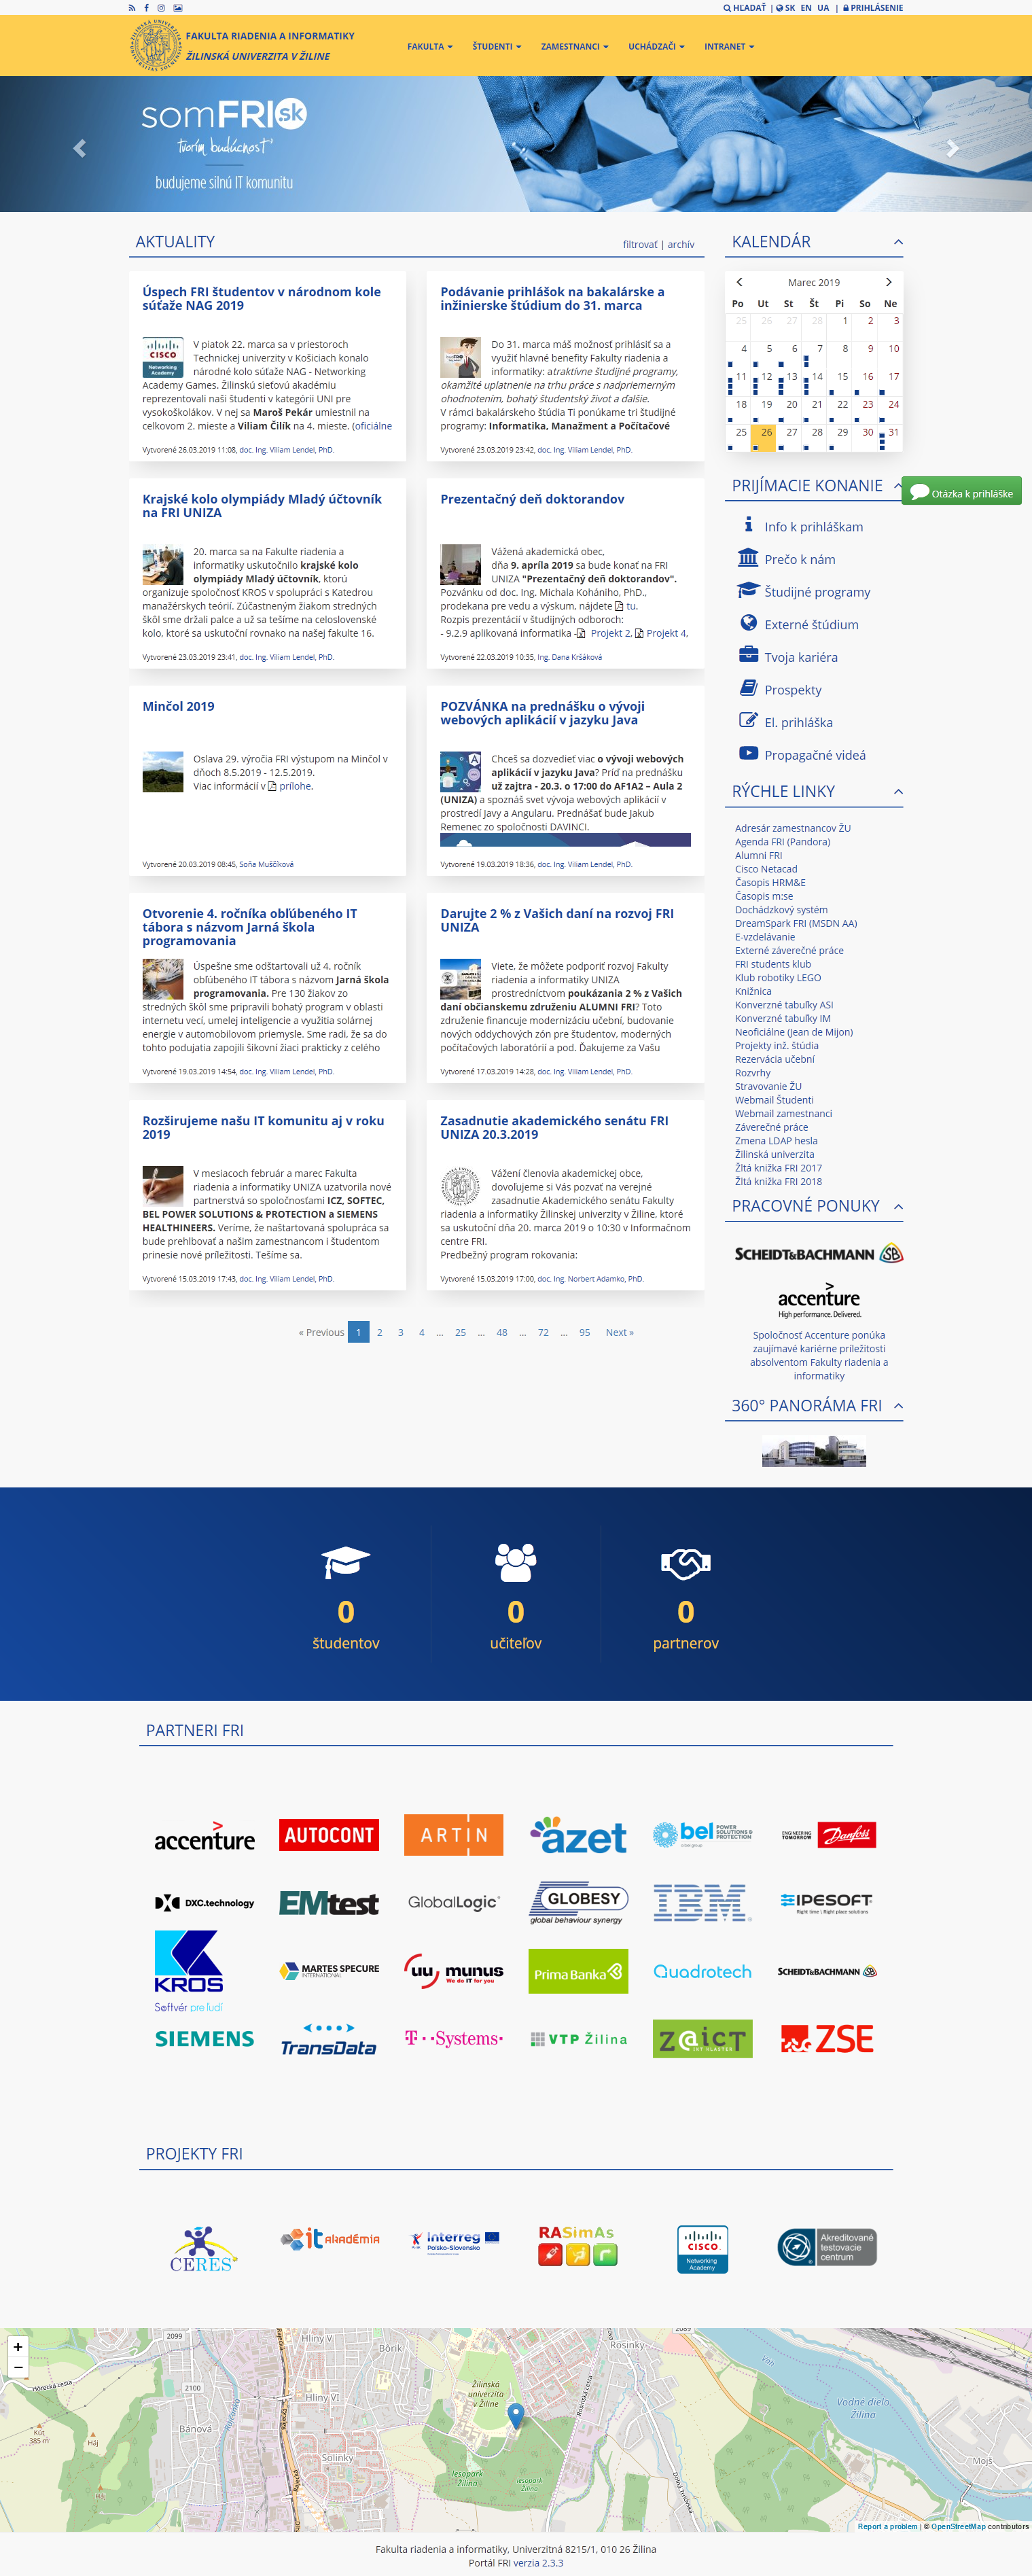 HĽADAŤ | SK EN UA | PRIHLÁSENIE
FAKULTA RIADENIA A INFORMATIKY
ŽILINSKÁ UNIVERZITA V ŽILINE
FAKULTA ŠTUDENTI ZAMESTNANCI UCHÁDZAČI INTRANET
somFRI sk
tvorím budúcnosť
budujeme silnú IT komunitu
AKTUALITY
filtrovať | archív
Úspech FRI študentov v národnom kole
súťaže NAG 2019
V piatok 22. marca sa v priestoroch
Technickej univerzity v Košiciach konalo
národné kolo súťaže NAG - Networking
Academy Games. Žilinskú sieťovú akadémiu
reprezentovali naši študenti v kategórii UNI pre
vysokoškolákov. V nej sa Maroš Pekár umiestnil na
celkovom 2. mieste a Viliam Čilík na 4. mieste. (oficiálne
Vytvorené 26.03.2019 11:08, doc. Ing. Viliam Lendel, PhD.
Podávanie prihlášok na bakalárske a
inžinierske štúdium do 31. marca
Do 31. marca máš možnosť prihlásiť sa a
využiť hlavné benefity Fakulty riadenia a
informatiky: atraktívne a dizajnové študijné programy,
okamžité uplatnenie na trhu práce s nadpriemerným
ohodnotením, bohatý študentský život a ďalšie.
V rámci bakalárskeho štúdia Ti ponúkame tri študijné
programy: Informatika, Manažment a Počítačové
Vytvorené 23.03.2019 23:42, doc. Ing. Viliam Lendel, PhD.
Krajské kolo olympiády Mladý účtovník
na FRI UNIZA
20. marca sa na Fakulte riadenia a
informatiky uskutočnilo krajské kolo
olympiády Mladý účtovník, ktorú
organizuje spoločnosť KROS v spolupráci s Katedrou
manažérskych teórií. Zúčastneným žiakom stredných
škôl sme držali palce a už sa tešíme na celoslovenské
kolo, ktoré sa uskutoční rovnako na našej fakulte 16.
Vytvorené 23.03.2019 23:41, doc. Ing. Viliam Lendel, PhD.
Prezentačný deň doktorandov
Vážená akademická obec,
dňa 9. apríla 2019 sa bude konať na FRI
UNIZA "Prezentačný deň doktorandov".
Pozvánku od doc. Ing. Michala Kohániho, PhD.,
prodekana pre vedu a výskum, nájdete tu.
Rozpis prezentácií v študijných odboroch:
- 9.2.9 aplikovaná informatika - Projekt 2, Projekt 4,
Vytvorené 22.03.2019 10:35, Ing. Dana Kršáková
Minčol 2019
Oslava 29. výročia FRI výstupom na Minčol v
dňoch 8.5.2019 - 12.5.2019.
Viac informácií v prílohe.
Vytvorené 20.03.2019 08:45, Soňa Muščíková
POZVÁNKA na prednášku o vývoji
webových aplikácií v jazyku Java
Chceš sa dozvedieť viac o vývoji webových
aplikácií v jazyku Java? Príď na prednášku
už zajtra - 20.3. o 17:00 do AF1A2 – Aula 2
(UNIZA) a spoznáš svet vývoja webových aplikácií v
prostredí Javy a Angularu. Prednášať bude Jakub
Remenec zo spoločnosti DAVINCI.
Vytvorené 19.03.2019 18:36, doc. Ing. Viliam Lendel, PhD.
Otvorenie 4. ročníka obľúbeného IT
tábora s názvom Jarná škola
programovania
Úspešne sme odštartovali už 4. ročník
obľúbeného IT tábora s názvom Jarná škola
programovania. Pre 130 žiakov zo
stredných škôl sme pripravili bohatý program v oblasti
internetu vecí, umelej inteligencie a využitia solárnej
energie v automobilovom priemysle. Sme radi, že sa do
tohto podujatia zapojili šikovní žiaci prakticky z celého
Vytvorené 19.03.2019 14:54, doc. Ing. Viliam Lendel, PhD.
Darujte 2 % z Vašich daní na rozvoj FRI
UNIZA
Viete, že môžete podporiť rozvoj Fakulty
riadenia a informatiky UNIZA
prostredníctvom poukázania 2 % z Vašich
daní občianskemu združeniu ALUMNI FRI? Toto
združenie financuje modernizáciu učební, budovanie
nových oddychových zón pre študentov, moderných
počítačových laboratórií a pod. Ďakujeme za Vašu
Vytvorené 17.03.2019 14:28, doc. Ing. Viliam Lendel, PhD.
Rozširujeme našu IT komunitu aj v roku
2019
V mesiacoch február a marec Fakulta
riadenia a informatiky UNIZA uzatvorila nové
partnerstvá so spoločnosťami ICZ, SOFTEC,
BEL POWER SOLUTIONS & PROTECTION a SIEMENS
HEALTHINEERS. Veríme, že naštartovaná spolupráca sa
bude prehlbovať a našim zamestnancom i študentom
prinesie nové príležitosti. Tešíme sa.
Vytvorené 15.03.2019 17:43, doc. Ing. Viliam Lendel, PhD.
Zasadnutie akademického senátu FRI
UNIZA 20.3.2019
Vážení členovia akademickej obce,
dovoľujeme si Vás pozvať na verejné
zasadnutie Akademického senátu Fakulty
riadenia a informatiky Žilinskej univerzity v Žiline, ktoré
sa uskutoční dňa 20. marca 2019 o 10:30 v Informačnom
centre FRI.
Predbežný program rokovania:
Vytvorené 15.03.2019 17:00, doc. Ing. Norbert Adamko, PhD.
« Previous 1 2 3 4 ... 25 ... 48 ... 72 ... 95 Next »
KALENDÁR
Marec 2019
Po Ut St Št Pi So Ne
25 26 27 28 1 2 3
4 5 6 7 8 9 10
11 12 13 14 15 16 17
18 19 20 21 22 23 24
25 26 27 28 29 30 31
PRIJÍMACIE KONANIE
Otázka k prihláške
Info k prihláškam
Prečo k nám
Študijné programy
Externé štúdium
Tvoja kariéra
Prospekty
El. prihláška
Propagačné videá
RÝCHLE LINKY
Adresár zamestnancov ŽU
Agenda FRI (Pandora)
Alumni FRI
Cisco Netacad
Časopis HRM&E
Časopis m:se
Dochádzkový systém
DreamSpark FRI (MSDN AA)
E-vzdelávanie
Externé záverečné práce
FRI students klub
Klub robotiky LEGO
Knižnica
Konverzné tabuľky ASI
Konverzné tabuľky IM
Neoficiálne (Jean de Mijon)
Projekty inž. štúdia
Rezervácia učební
Rozvrhy
Stravovanie ŽU
Webmail Študenti
Webmail zamestnanci
Záverečné práce
Zmena LDAP hesla
Žilinská univerzita
Žltá knižka FRI 2017
Žltá knižka FRI 2018
PRACOVNÉ PONUKY
SCHEIDT&BACHMANN
accenture
High performance. Delivered.
Spoločnosť Accenture ponúka
zaujímavé kariérne príležitosti
absolventom Fakulty riadenia a
informatiky
360° PANORÁMA FRI
0 0 0
študentov učiteľov partnerov
PARTNERI FRI
accenture AUTOCONT ARTIN azet bel POWER SOLUTIONS & PROTECTION ENGINEERING TOMORROW Danfoss
DXC.technology EMtest GlobalLogic GLOBESY global behaviour synergy IBM IPESOFT Right time | Right place solutions
KROS Softvér pre ľudí MARTES SPECURE INTERNATIONAL uu munus We do IT for you Prima Banka Quadrotech SCHEIDT&BACHMANN
SIEMENS TransData T Systems VTP Žilina Z@ICT IKT KLASTER ZSE
PROJEKTY FRI
CERES it akadémia Interreg Poľsko-Slovensko RASimAs CISCO Networking Academy Akreditované testovacie centrum
+
−
2099
Hliny V
Bôrik
Rosinky
2089
Hôrecká cesta
2100
Hliny VI
Žilinská
univerzita
v Žiline
Rosinská cesta
Vodné dielo
Žilina
Bánová
Rajčianka
Kút
385 m
Háj
Háj
Solinky
Rajecká
lesopark
Žilina
lesopark
Žilina
Mojš
Report a problem | © OpenStreetMap contributors
Fakulta riadenia a informatiky, Univerzitná 8215/1, 010 26 Žilina
Portál FRI verzia 2.3.3